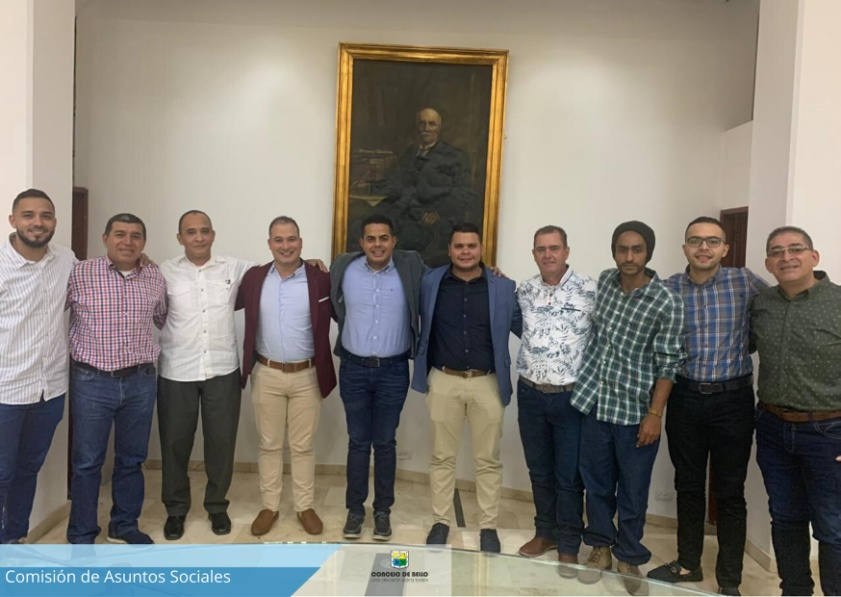 Comisión de Asuntos Sociales
CONCEJO DE BELLO